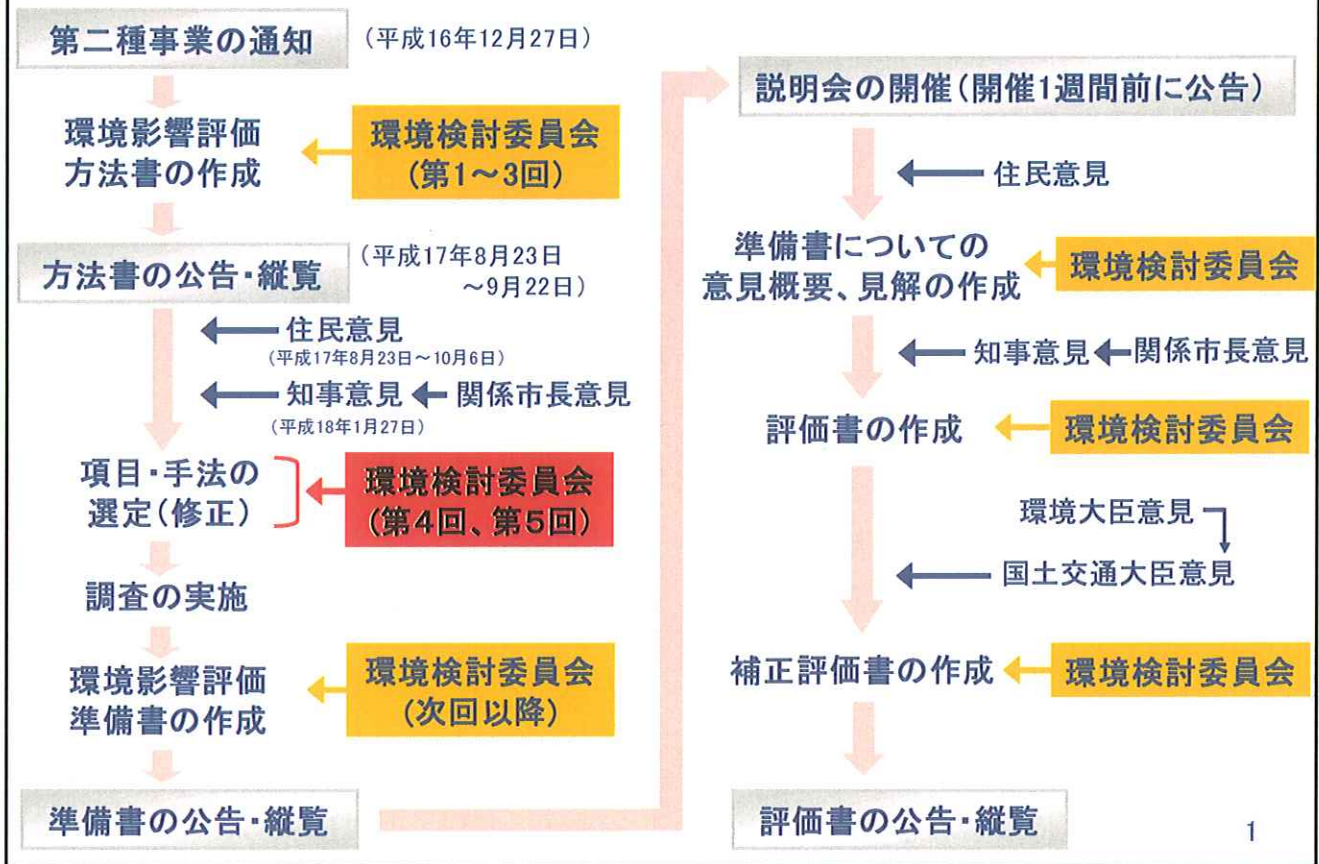 第二種事業の通知
(平成16年12月27日)
環境影響評価
方法書の作成
環境検討委員会
(第1～3回)
方法書の公告・縦覧
(平成17年8月23日
～9月22日)
住民意見
(平成17年8月23日～10月6日)
知事意見 関係市長意見
(平成18年1月27日)
項目・手法の
選定(修正)
環境検討委員会
(第4回、第5回)
調査の実施
環境影響評価
準備書の作成
環境検討委員会
(次回以降)
準備書の公告・縦覧
説明会の開催(開催1週間前に公告)
住民意見
準備書についての
意見概要、見解の作成
環境検討委員会
知事意見 関係市長意見
評価書の作成
環境検討委員会
環境大臣意見
国土交通大臣意見
補正評価書の作成
環境検討委員会
評価書の公告・縦覧
1